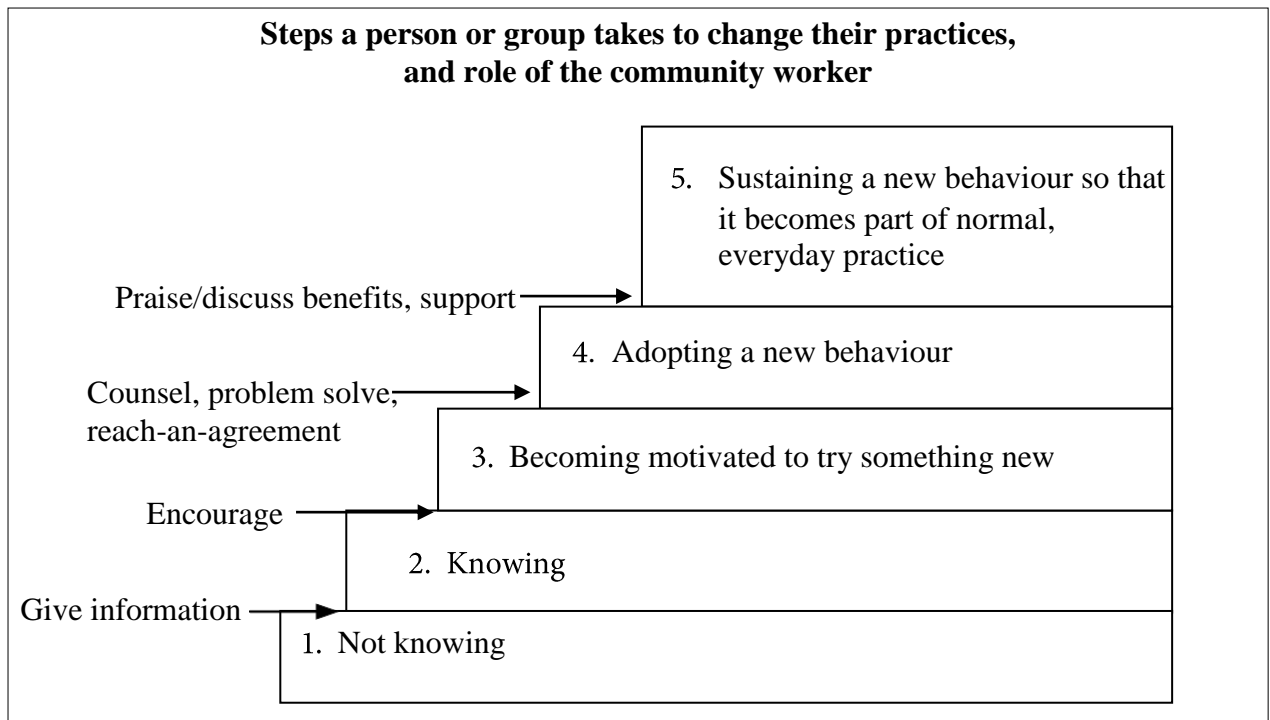 Steps a person or group takes to change their practices,
and role of the community worker
5. Sustaining a new behaviour so that
it becomes part of normal,
everyday practice
Praise/discuss benefits, support
4. Adopting a new behaviour
Counsel, problem solve,
reach-an-agreement
3. Becoming motivated to try something new
Encourage
2. Knowing
Give information
1. Not knowing